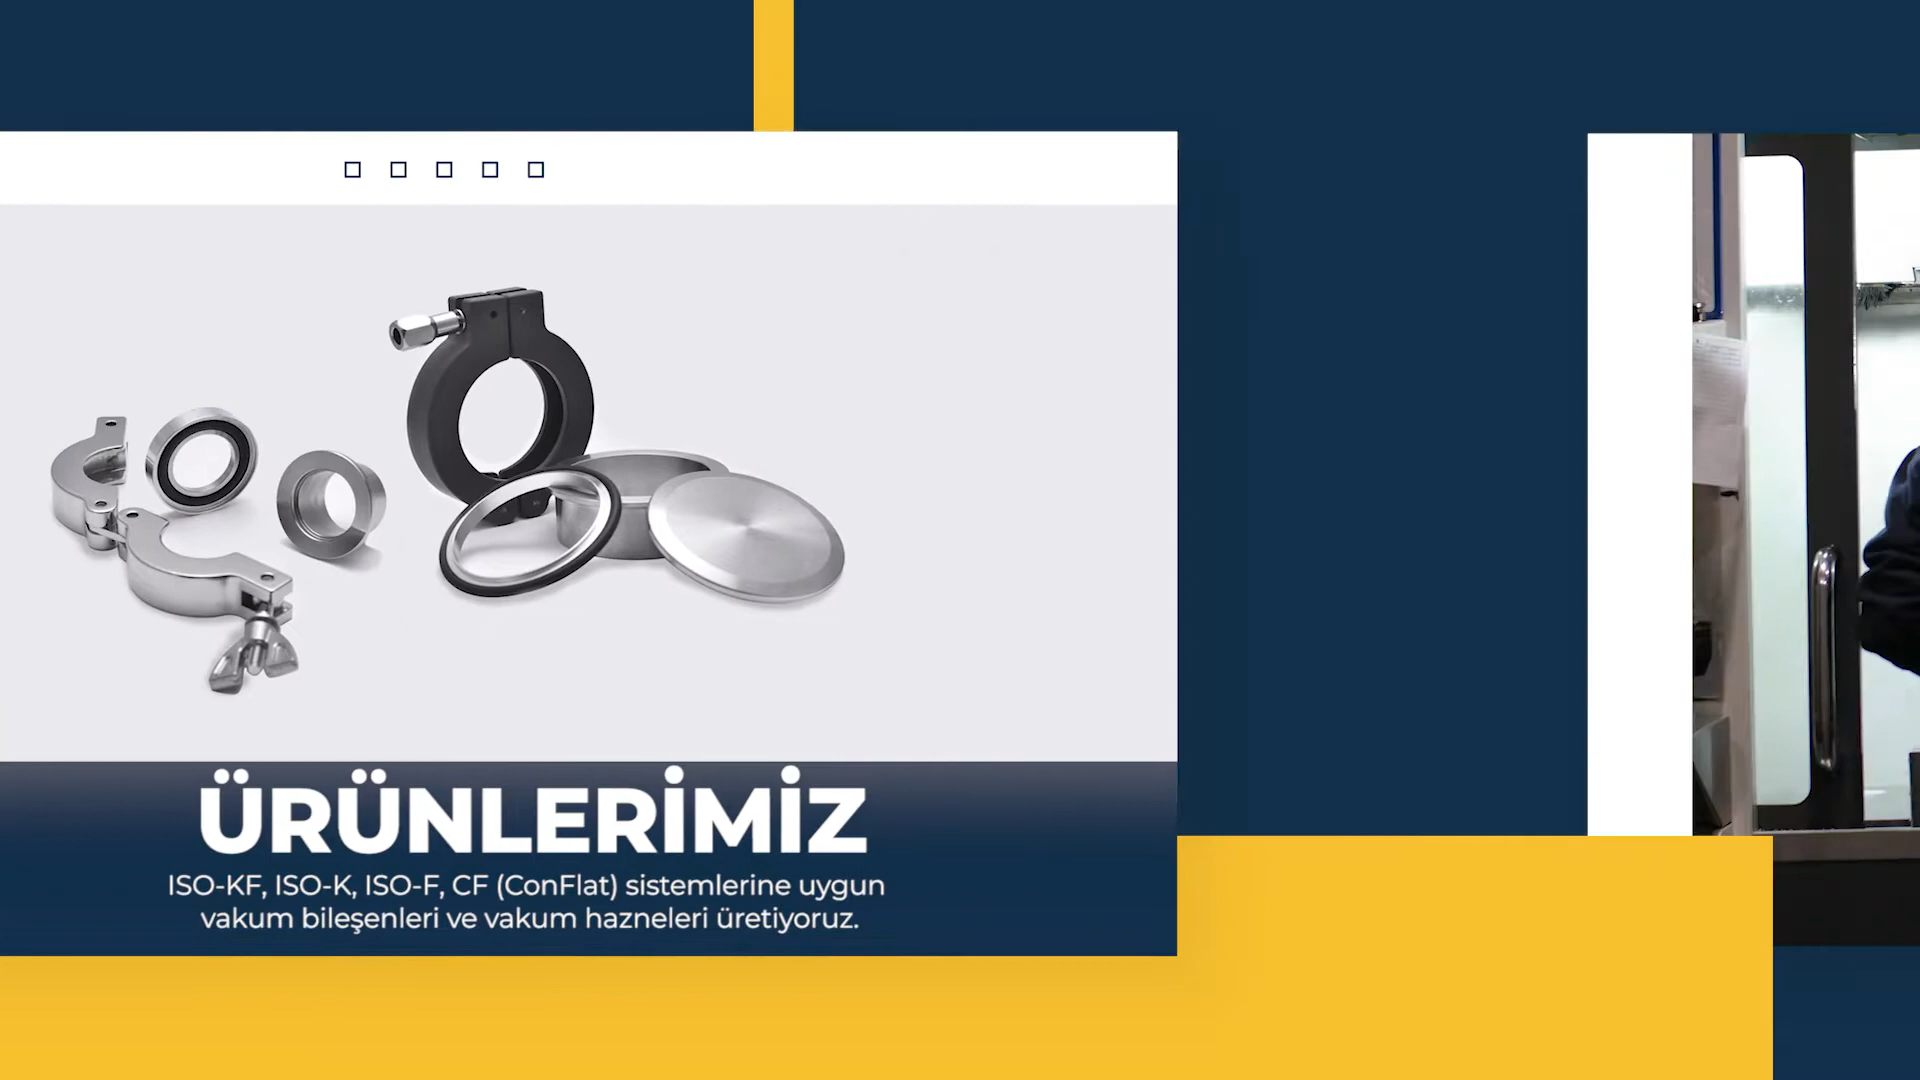 ÜRÜNLERİMİZ
ISO-KF, ISO-K, ISO-F, CF (ConFlat) sistemlerine uygun
vakum bileşenleri ve vakum hazneleri üretiyoruz.